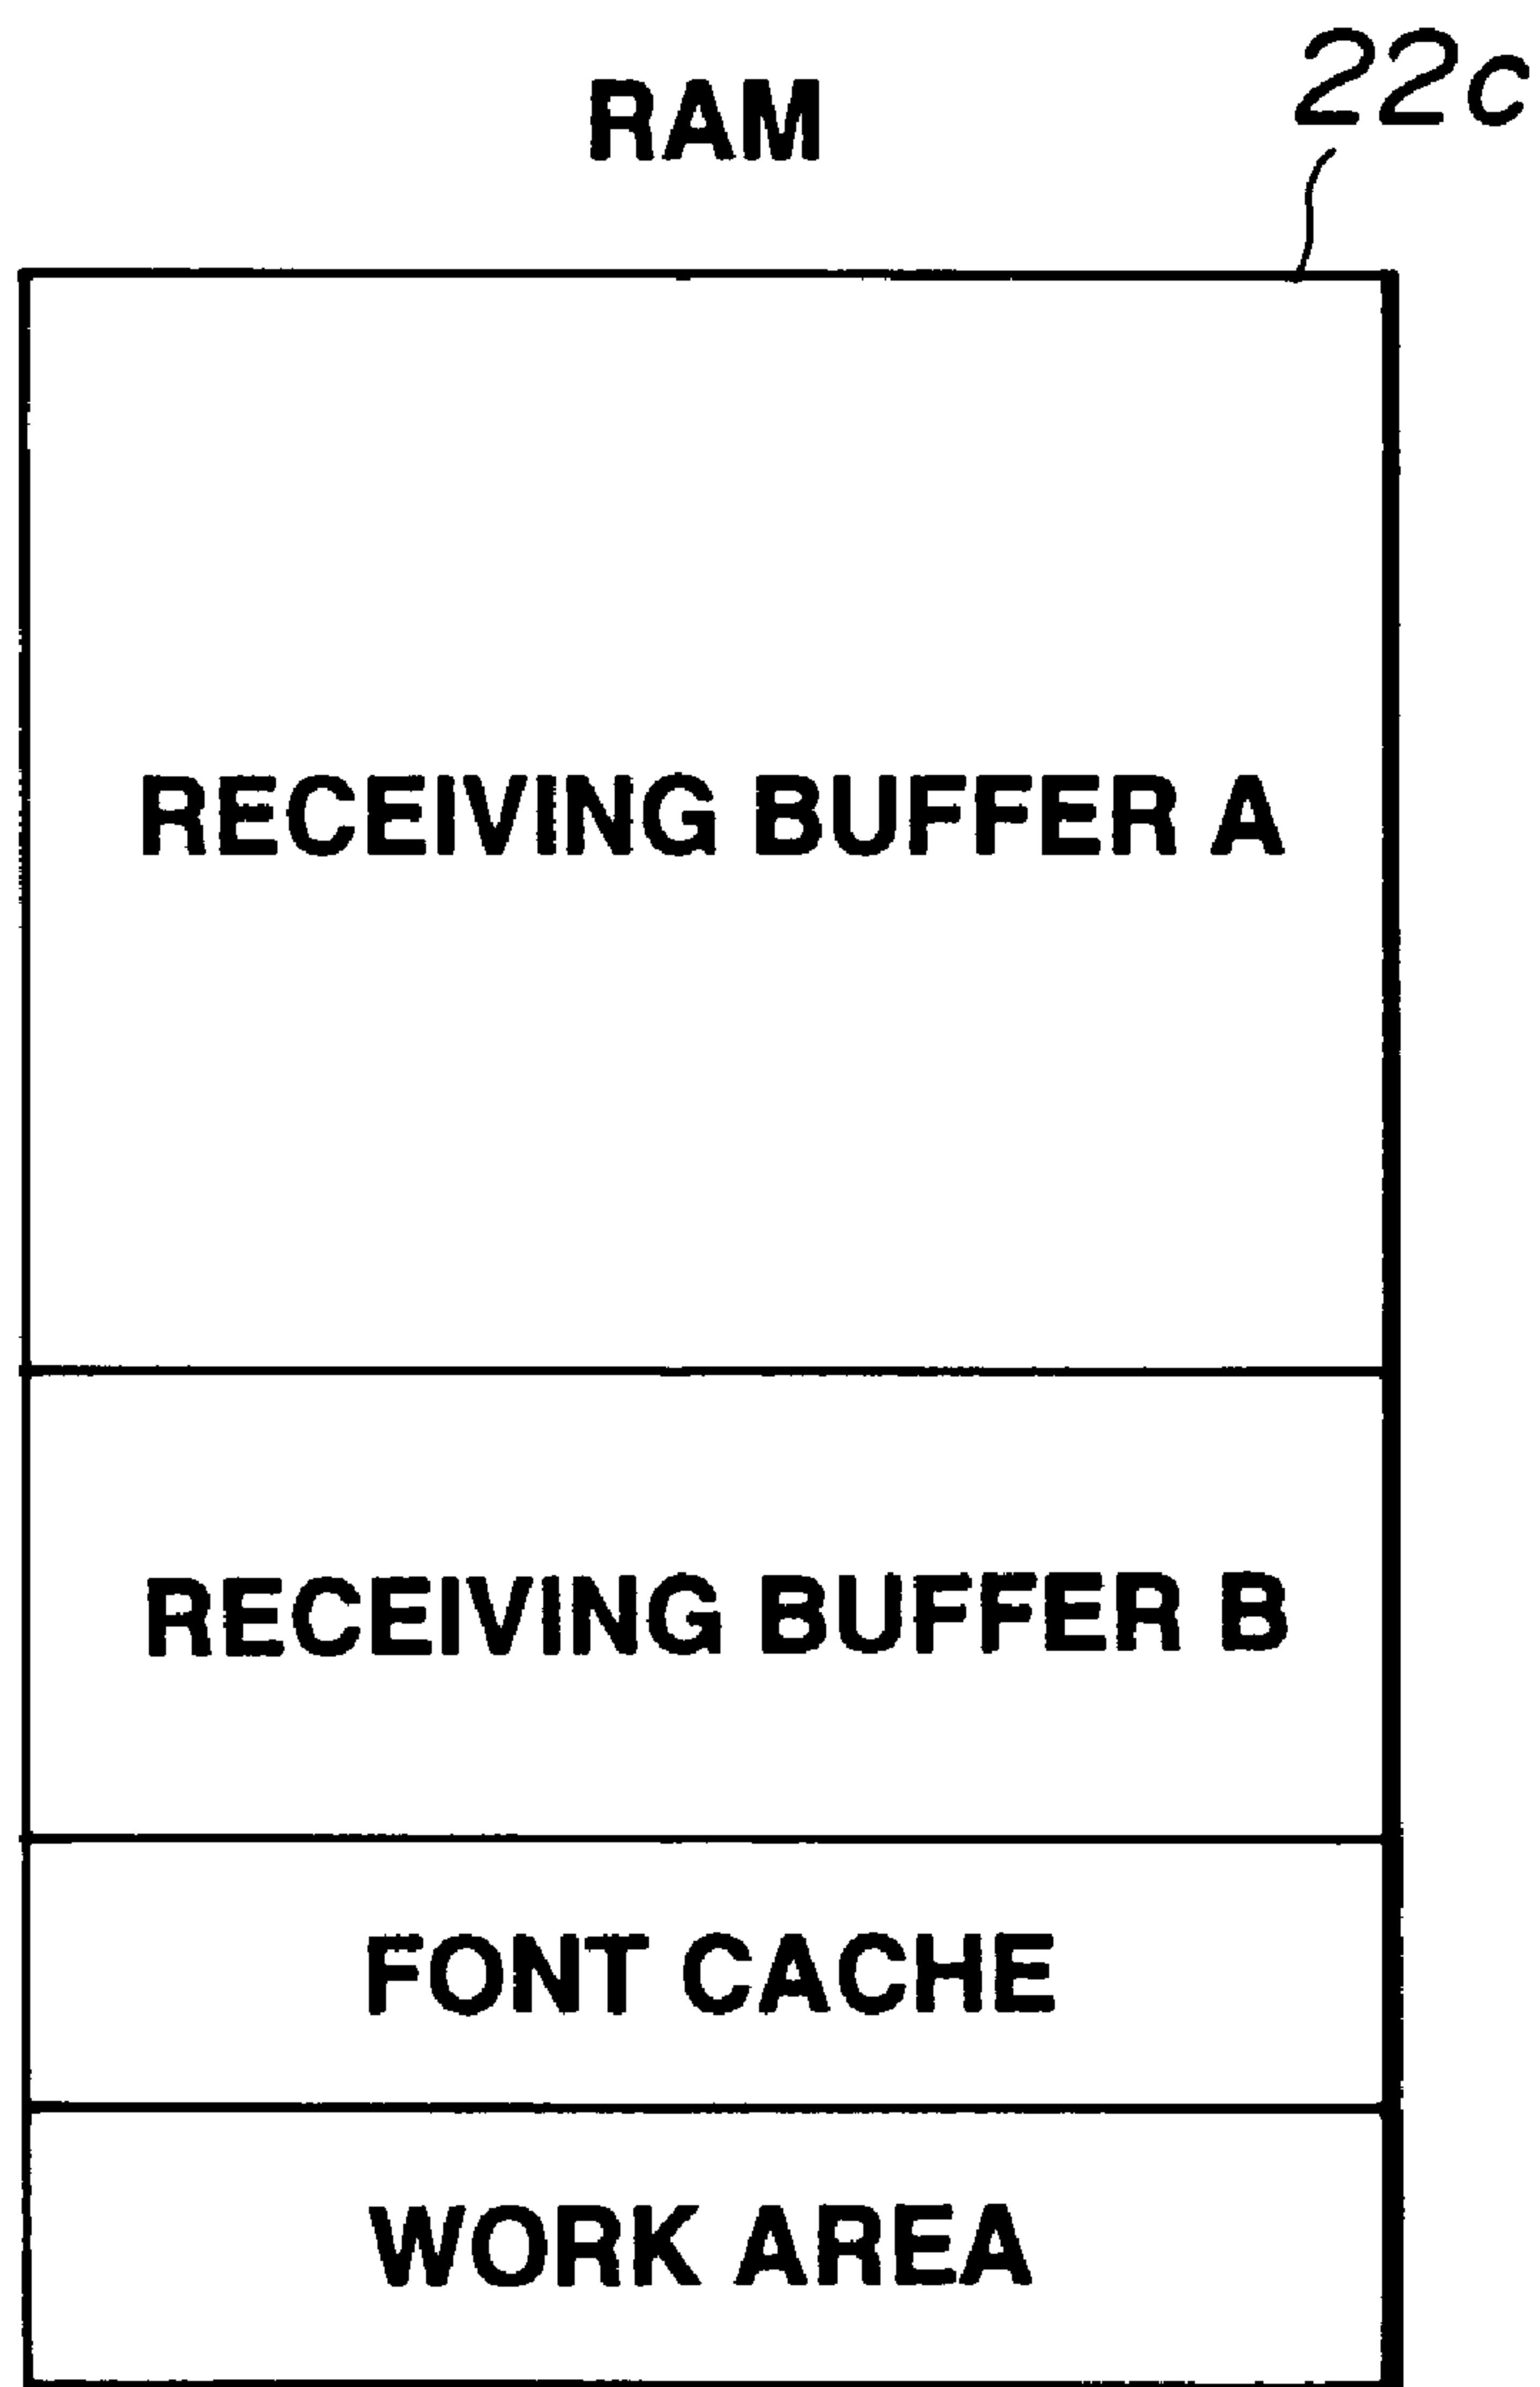 22c
RAM
RECEIVING BUFFER A
RECEIVING BUFFER B
FONT CACHE
WORK AREA